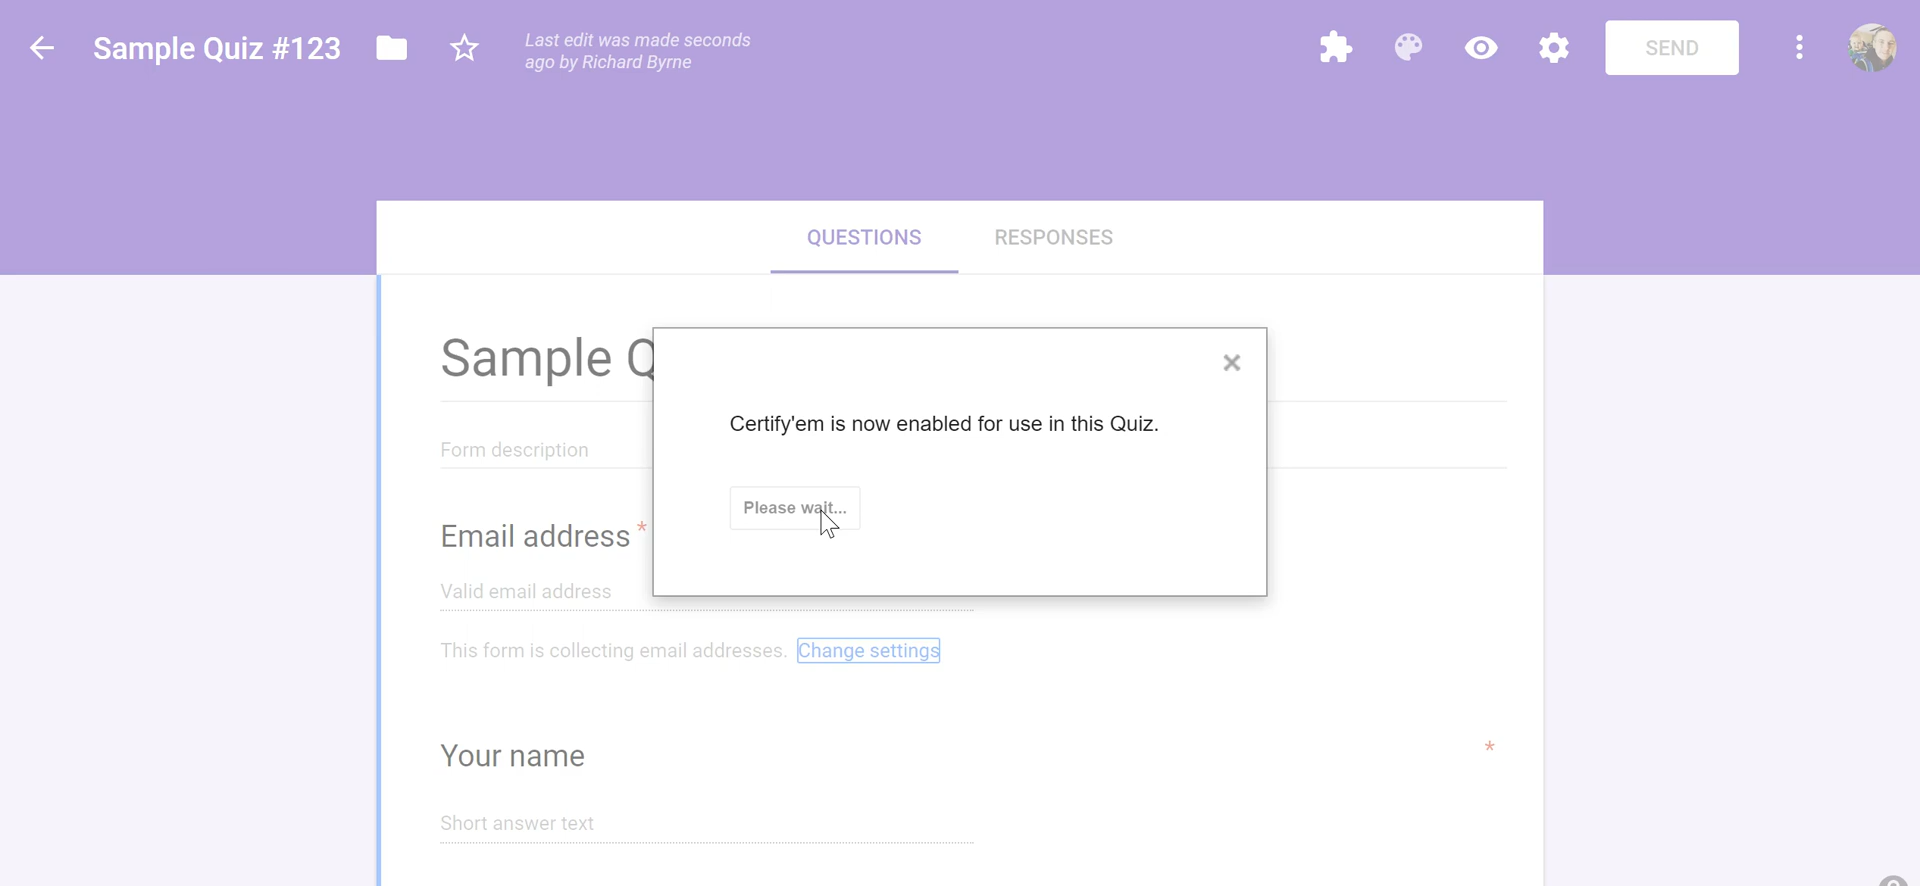 Sample Quiz #123
Last edit was made seconds
ago by Richard Byrne
SEND
QUESTIONS
RESPONSES
Sample Q
Certify'em is now enabled for use in this Quiz.
Form description
Please wait...
Email address *
Valid email address
This form is collecting email addresses. Change settings
Your name *
Short answer text